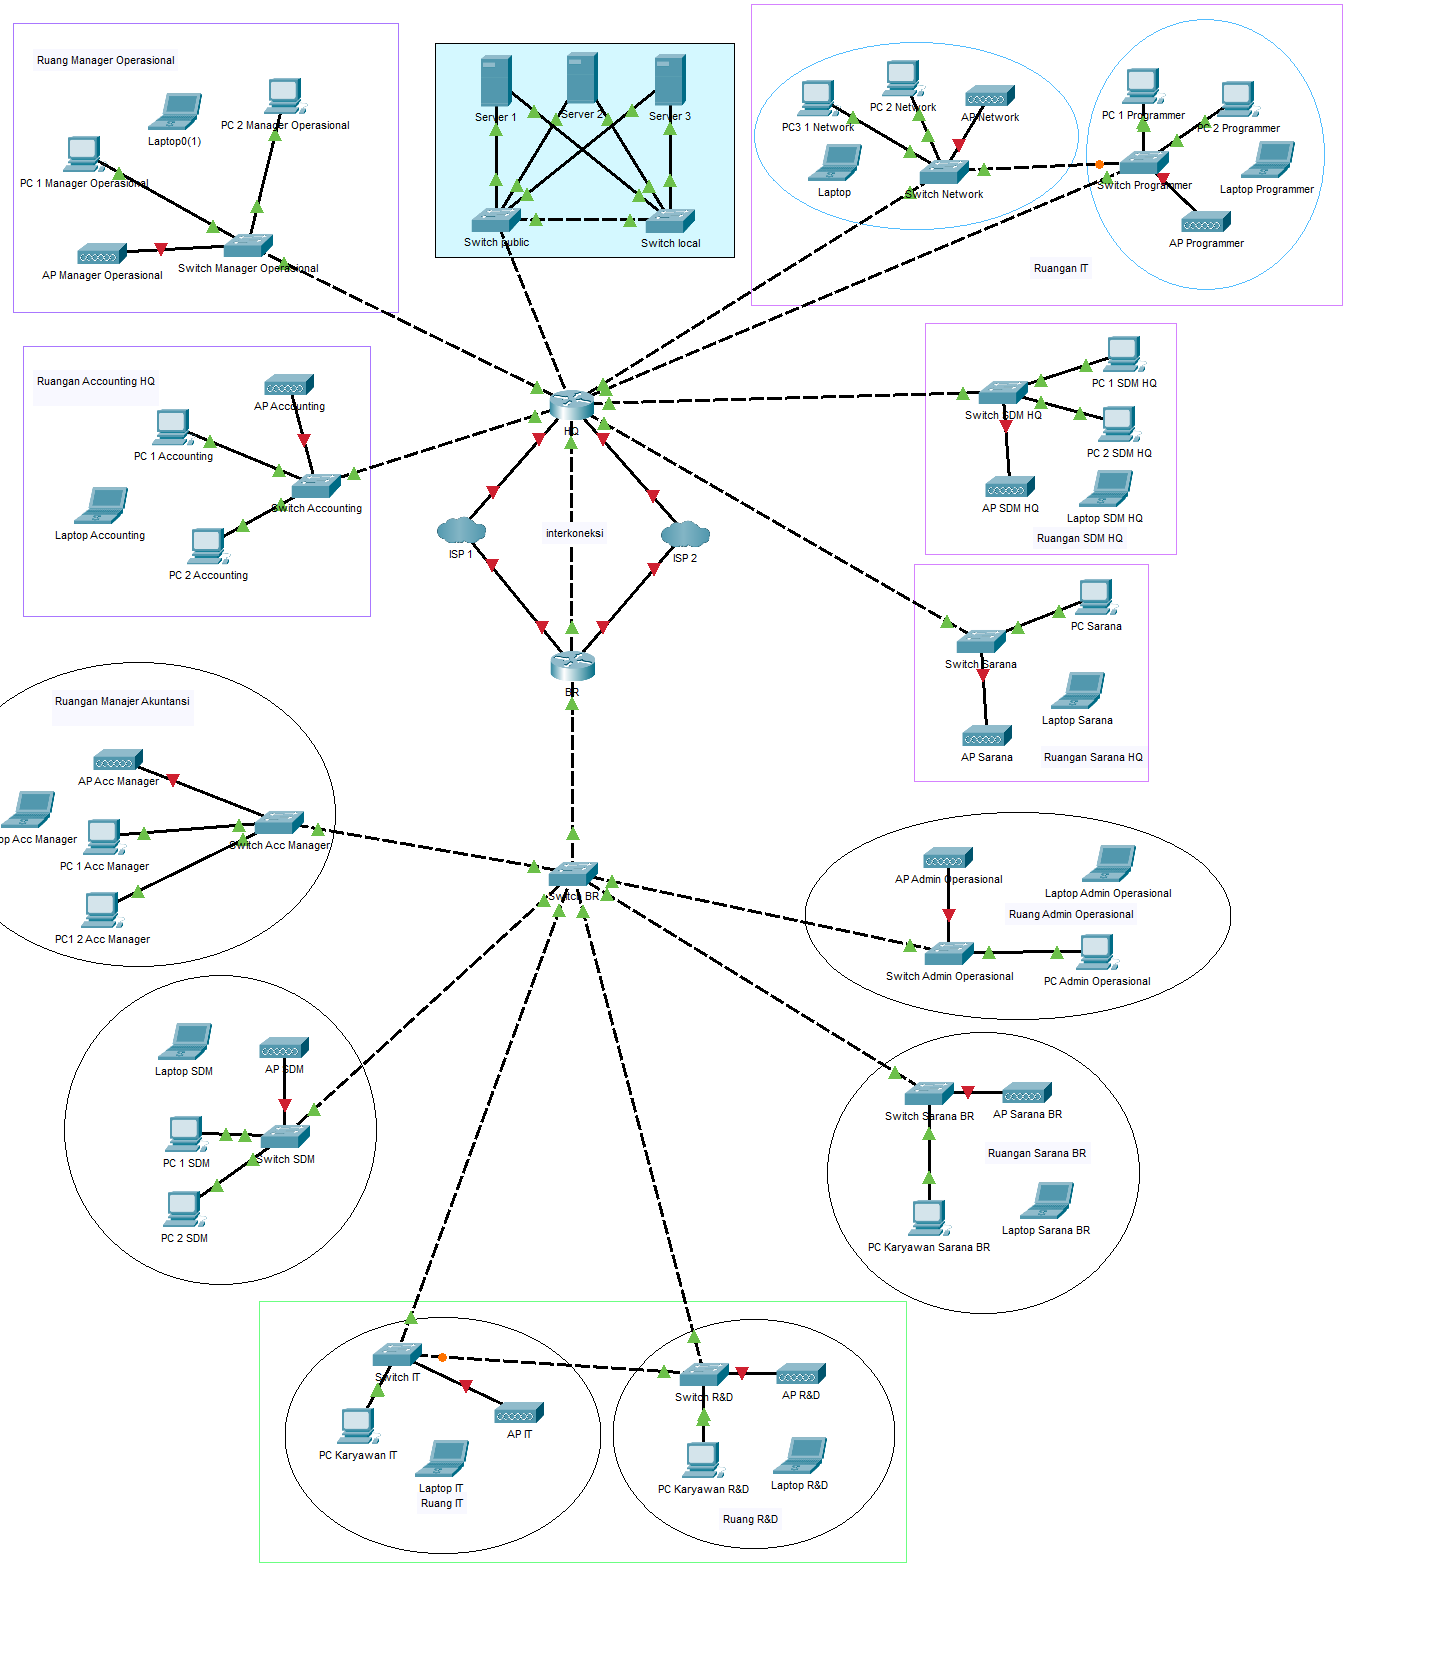 Ruang Manager Operasional
Laptop0(1)
PC 2 Manager Operasional
PC 1 Manager Operasional
AP Manager Operasional
Switch Manager Operasional
Server 1
Server 2
Server 3
Switch public
Switch local
PC3 1 Network
PC 2 Network
AP Network
Laptop
Switch Network
PC 1 Programmer
PC 2 Programmer
Switch Programmer
Laptop Programmer
AP Programmer
Ruangan IT
Ruangan Accounting HQ
AP Accounting
PC 1 Accounting
Switch Accounting
Laptop Accounting
PC 2 Accounting
HQ
ISP 1
interkoneksi
ISP 2
BR
PC 1 SDM HQ
Switch SDM HQ
PC 2 SDM HQ
AP SDM HQ
Laptop SDM HQ
Ruangan SDM HQ
PC Sarana
Switch Sarana
Laptop Sarana
AP Sarana
Ruangan Sarana HQ
Ruangan Manajer Akuntansi
AP Acc Manager
op Acc Manager
Switch Acc Manager
PC 1 Acc Manager
PC1 2 Acc Manager
Switch BR
AP Admin Operasional
Laptop Admin Operasional
Ruang Admin Operasional
Switch Admin Operasional
PC Admin Operasional
Laptop SDM
AP SDM
PC 1 SDM
Switch SDM
PC 2 SDM
Switch Sarana BR
AP Sarana BR
Ruangan Sarana BR
Laptop Sarana BR
PC Karyawan Sarana BR
Switch IT
PC Karyawan IT
AP IT
Laptop IT
Ruang IT
Switch R&D
AP R&D
PC Karyawan R&D
Laptop R&D
Ruang R&D